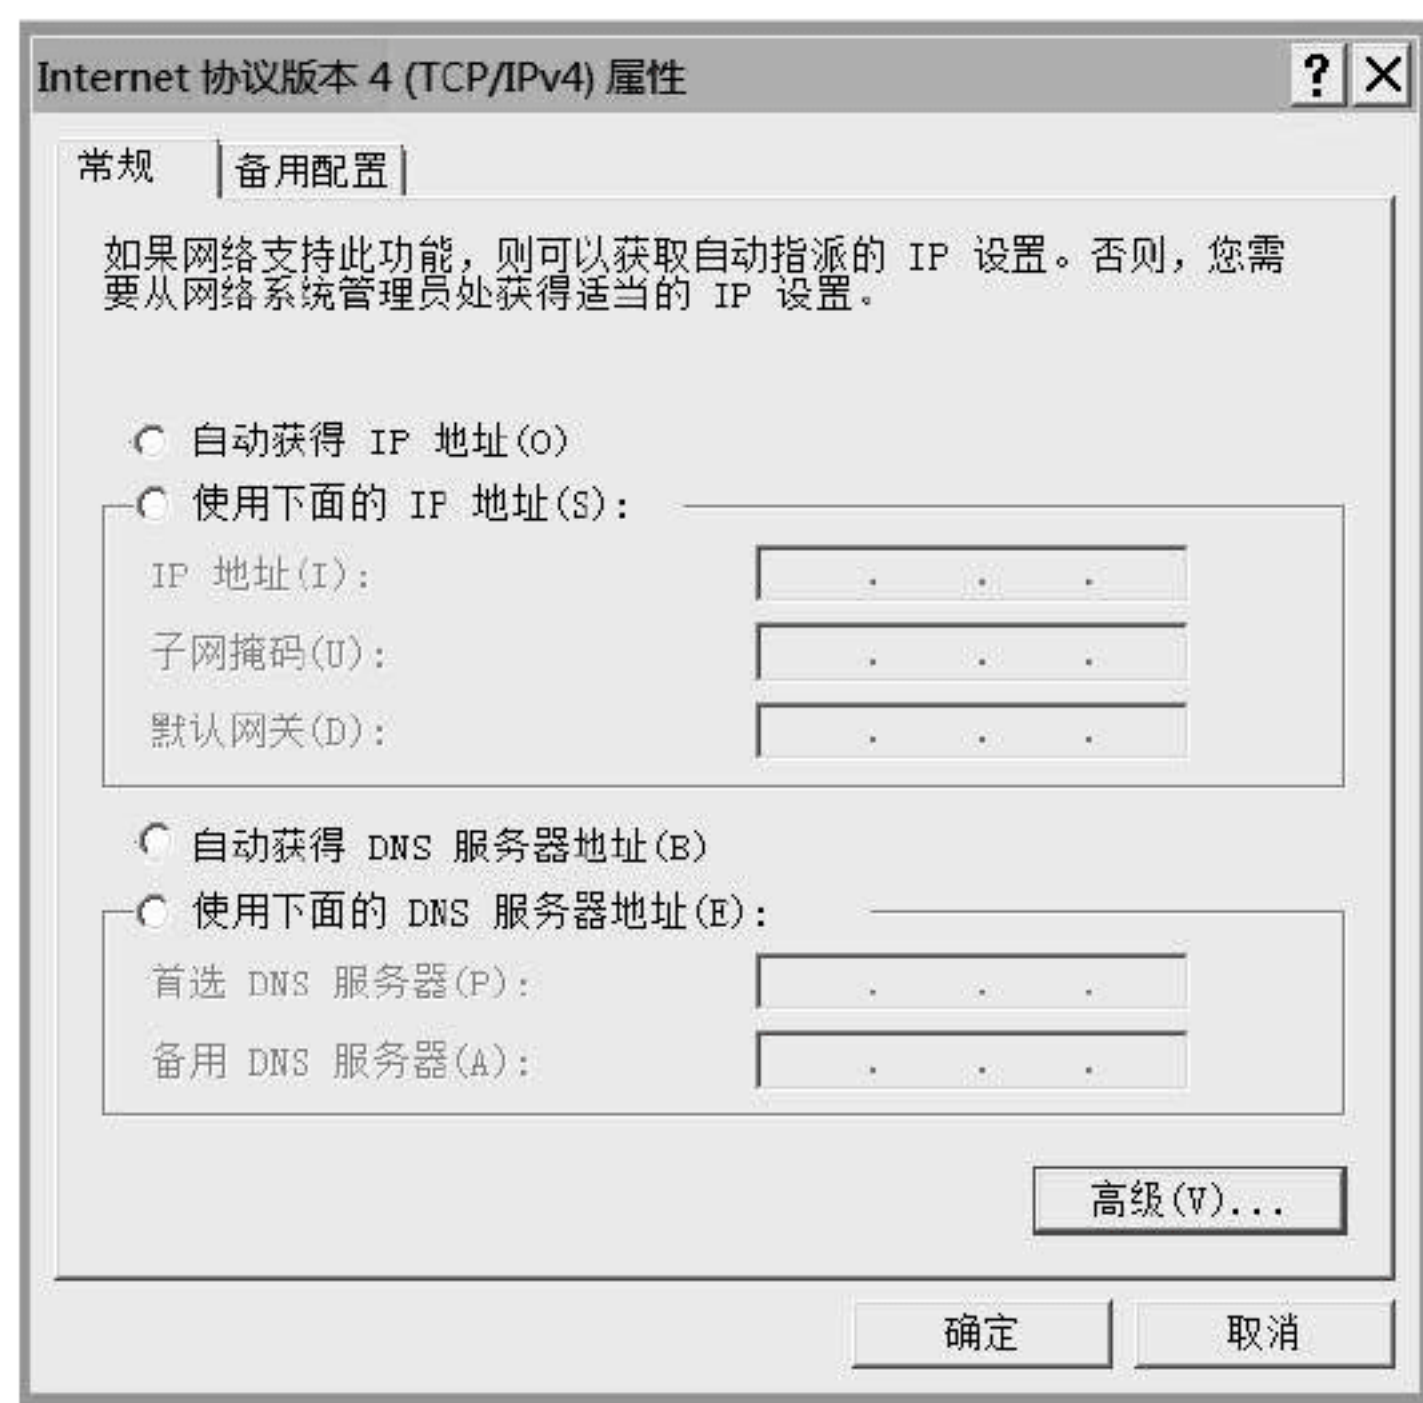 Internet 协议版本 4 (TCP/IPv4) 属性
常规
备用配置
如果网络支持此功能，则可以获取自动指派的 IP 设置。否则，您需
要从网络系统管理员处获得适当的 IP 设置。
自动获得 IP 地址(O)
使用下面的 IP 地址(S):
IP 地址(I):
子网掩码(U):
默认网关(D):
自动获得 DNS 服务器地址(B)
使用下面的 DNS 服务器地址(E):
首选 DNS 服务器(P):
备用 DNS 服务器(A):
高级(V)...
确定
取消